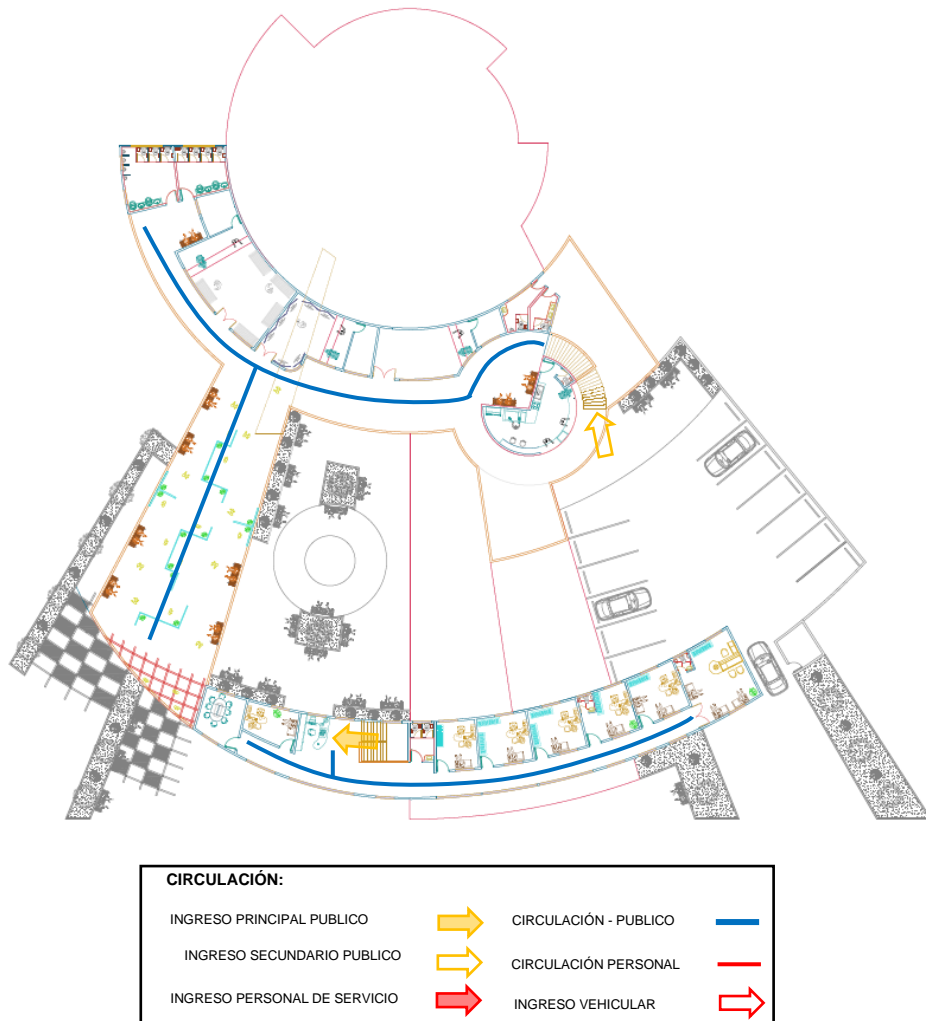 CIRCULACIÓN:
INGRESO PRINCIPAL PUBLICO
CIRCULACIÓN - PUBLICO
INGRESO SECUNDARIO PUBLICO
CIRCULACIÓN PERSONAL
INGRESO PERSONAL DE SERVICIO
INGRESO VEHICULAR